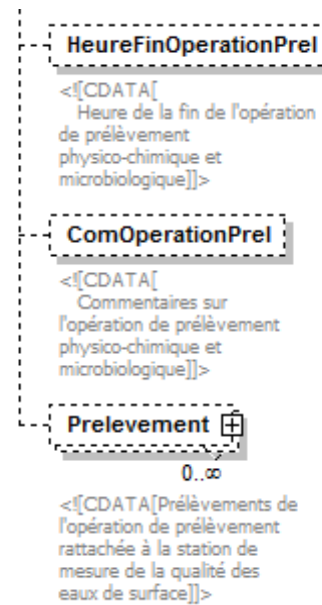 HeureFinOperationPrel
<![CDATA[
Heure de la fin de l'opération
de prélèvement
physico-chimique et
microbiologique]]>
ComOperationPrel
<![CDATA[
Commentaires sur
l'opération de prélèvement
physico-chimique et
microbiologique]]>
Prelevement
0..∞
<![CDATA[Prélèvements de
l'opération de prélèvement
rattachée à la station de
mesure de la qualité des
eaux de surface]]>